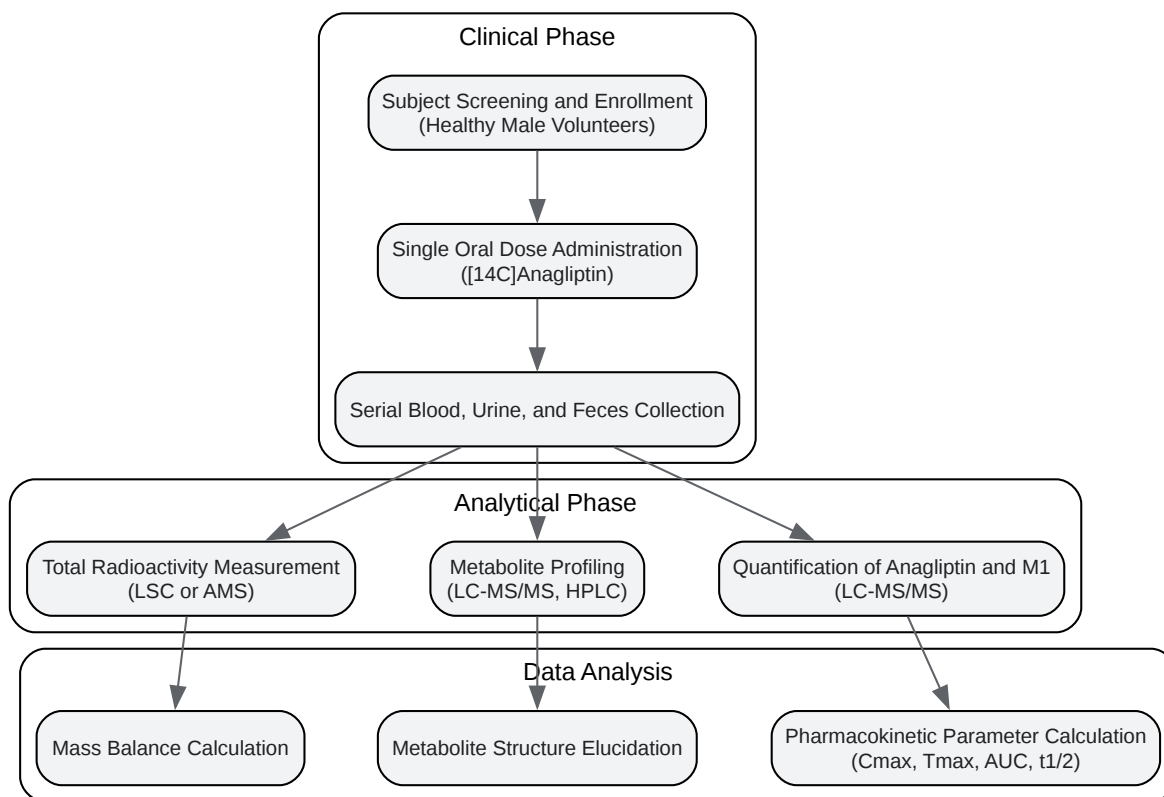 Clinical Phase
Subject Screening and Enrollment
(Healthy Male Volunteers)
Single Oral Dose Administration
([14C]Anagliptin)
Serial Blood, Urine, and Feces Collection
Analytical Phase
Total Radioactivity Measurement
(LSC or AMS)
Metabolite Profiling
(LC-MS/MS, HPLC)
Quantification of Anagliptin and M1
(LC-MS/MS)
Data Analysis
Mass Balance Calculation
Metabolite Structure Elucidation
Pharmacokinetic Parameter Calculation
(Cmax, Tmax, AUC, t1/2)